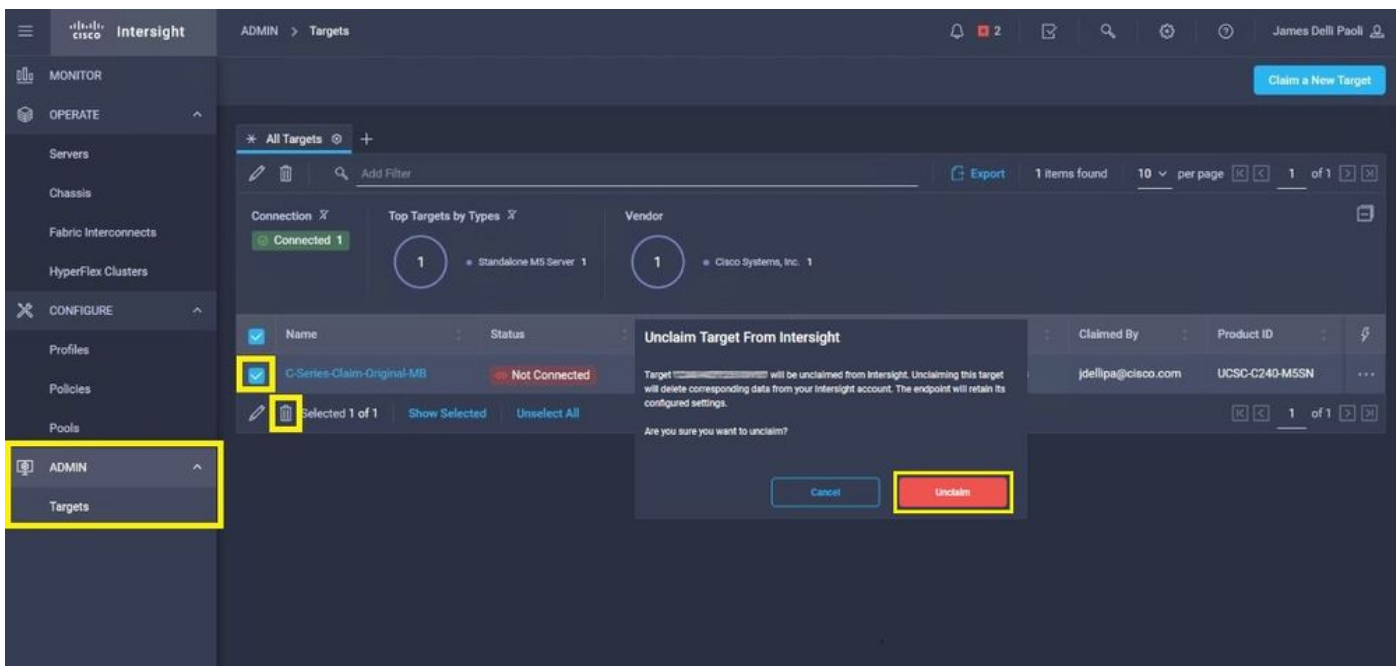 cisco Intersight
ADMIN > Targets
2
James Delli Paoli
MONITOR
Claim a New Target
OPERATE
All Targets
Servers
Add Filter
Export
1 items found
10 per page
1 of 1
Chassis
Connection
Top Targets by Types
Vendor
Fabric Interconnects
Connected 1
1
Standalone M5 Server 1
1
Cisco Systems, Inc. 1
HyperFlex Clusters
CONFIGURE
Name
Status
Claimed By
Product ID
Profiles
C-Series-Claim-Original-MB
Not Connected
jdellipa@cisco.com
UCSC-C240-M5SN
Policies
Selected 1 of 1
Show Selected
Unselect All
1 of 1
Pools
Unclaim Target From Intersight
Target will be unclaimed from Intersight. Unclaiming this target
will delete corresponding data from your Intersight account. The endpoint will retain its
configured settings.
Are you sure you want to unclaim?
Cancel
Unclaim
ADMIN
Targets